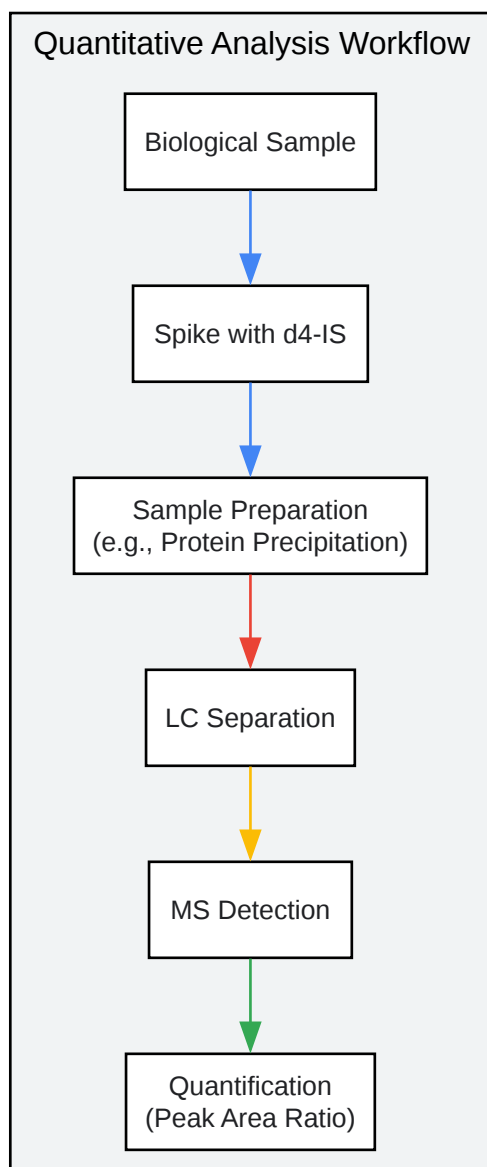 Quantitative Analysis Workflow
Biological Sample
Spike with d4-IS
Sample Preparation
(e.g., Protein Precipitation)
LC Separation
MS Detection
Quantification
(Peak Area Ratio)